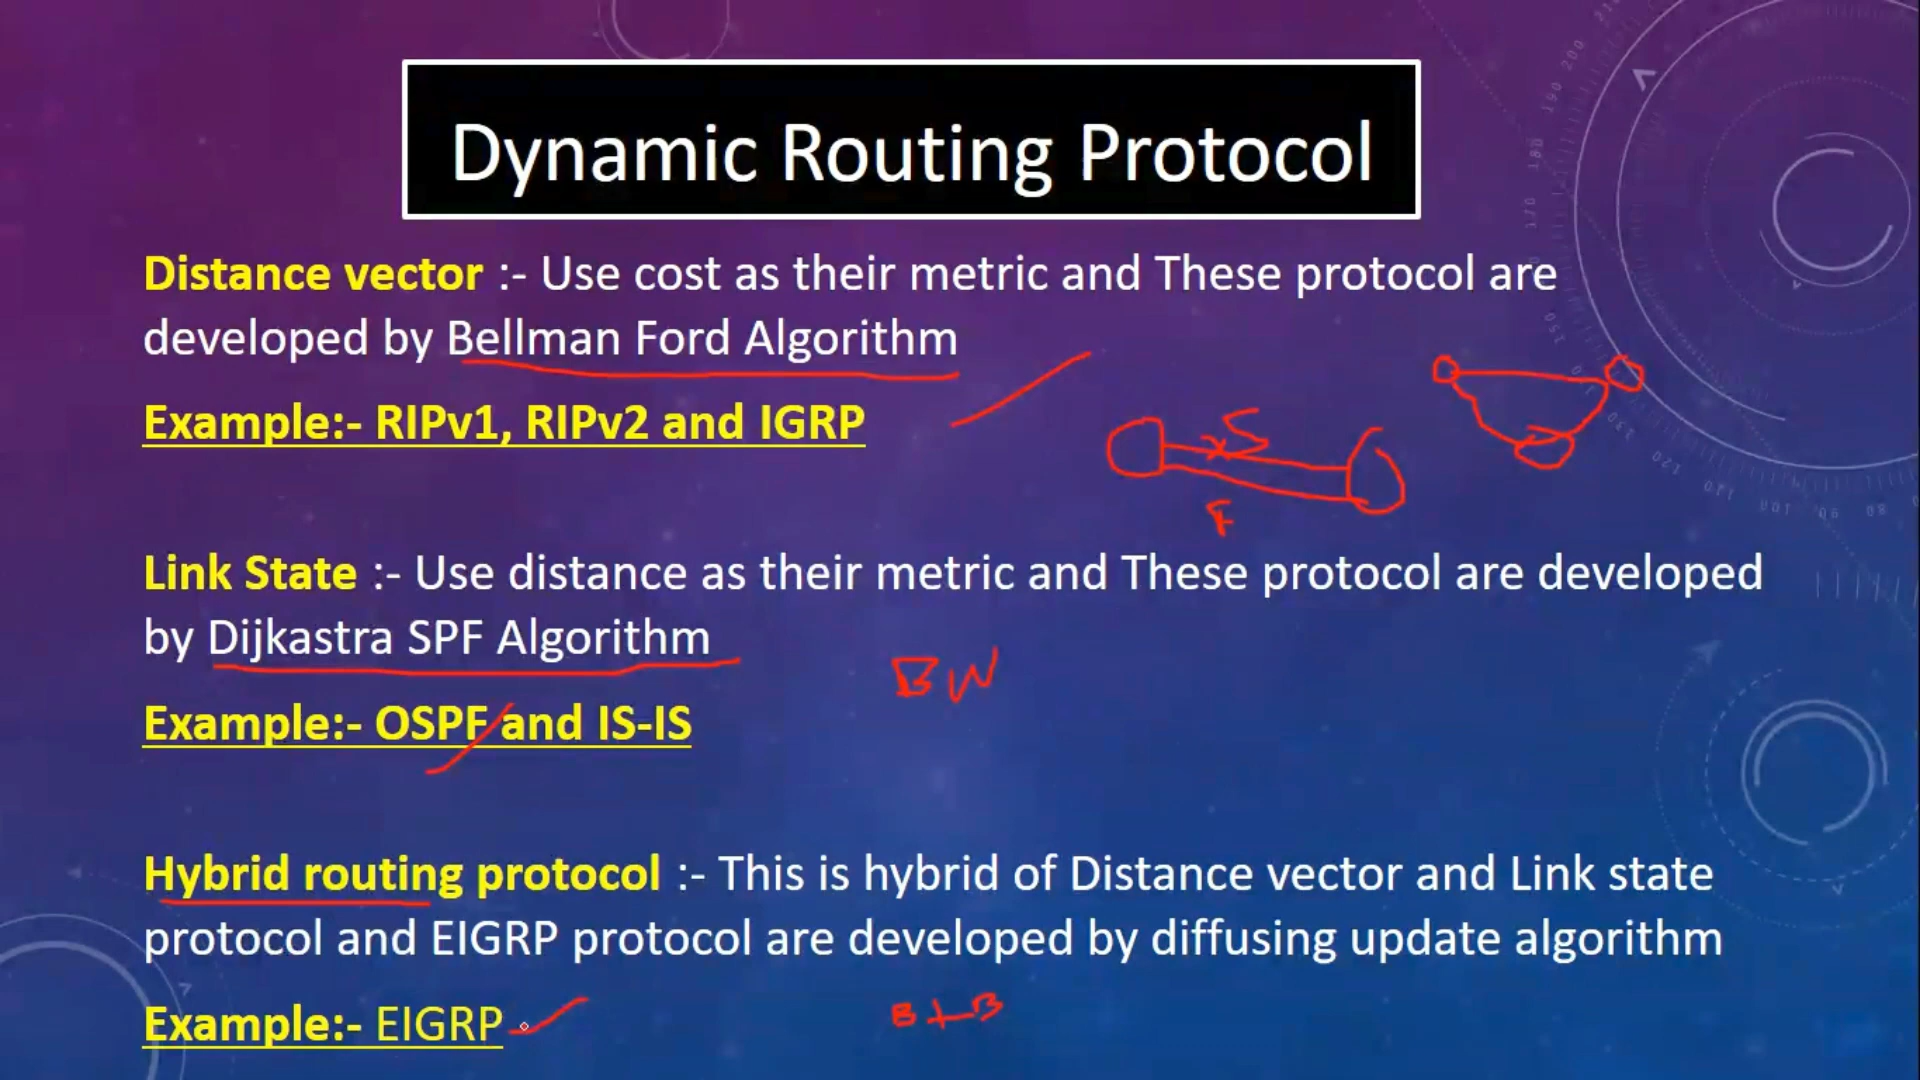 Dynamic Routing Protocol
Distance vector :- Use cost as their metric and These protocol are
developed by Bellman Ford Algorithm
Example:- RIPv1, RIPv2 and IGRP
S
F
Link State :- Use distance as their metric and These protocol are developed
by Dijkastra SPF Algorithm
BW
Example:- OSPF and IS-IS
Hybrid routing protocol :- This is hybrid of Distance vector and Link state
protocol and EIGRP protocol are developed by diffusing update algorithm
Example:- EIGRP